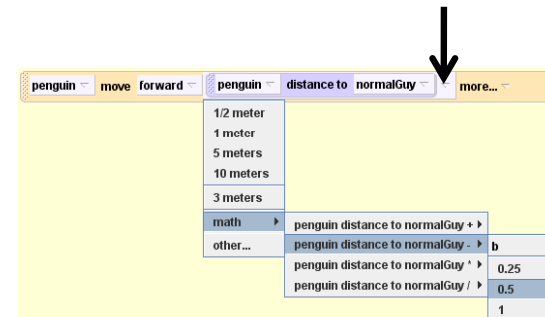 penguin move forward penguin distance to normalGuy more...
1/2 meter
1 meter
5 meters
10 meters
3 meters
math
other...
penguin distance to normalGuy +
penguin distance to normalGuy -
penguin distance to normalGuy *
penguin distance to normalGuy /
b
0.25
0.5
1